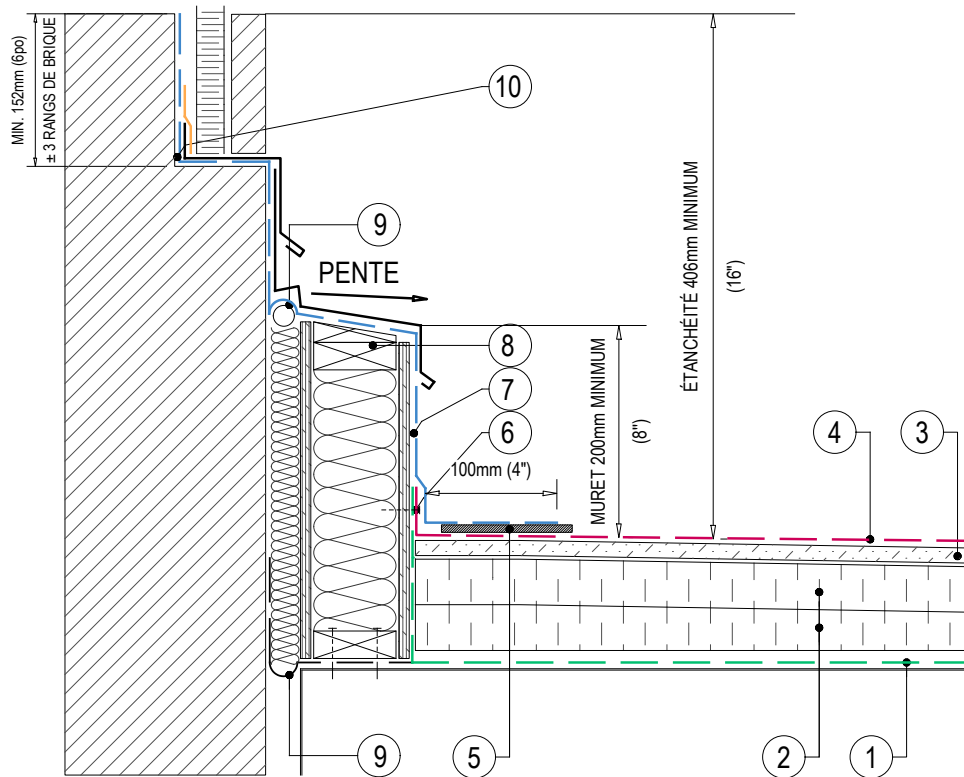 MIN. 152mm (6po)
± 3 RANGS DE BRIQUE
10
9
PENTE
ÉTANCHÉITÉ 406mm MINIMUM
(16")
8
7
6
4
3
100mm (4")
MURET 200mm MINIMUM
(8")
9
5
2
1